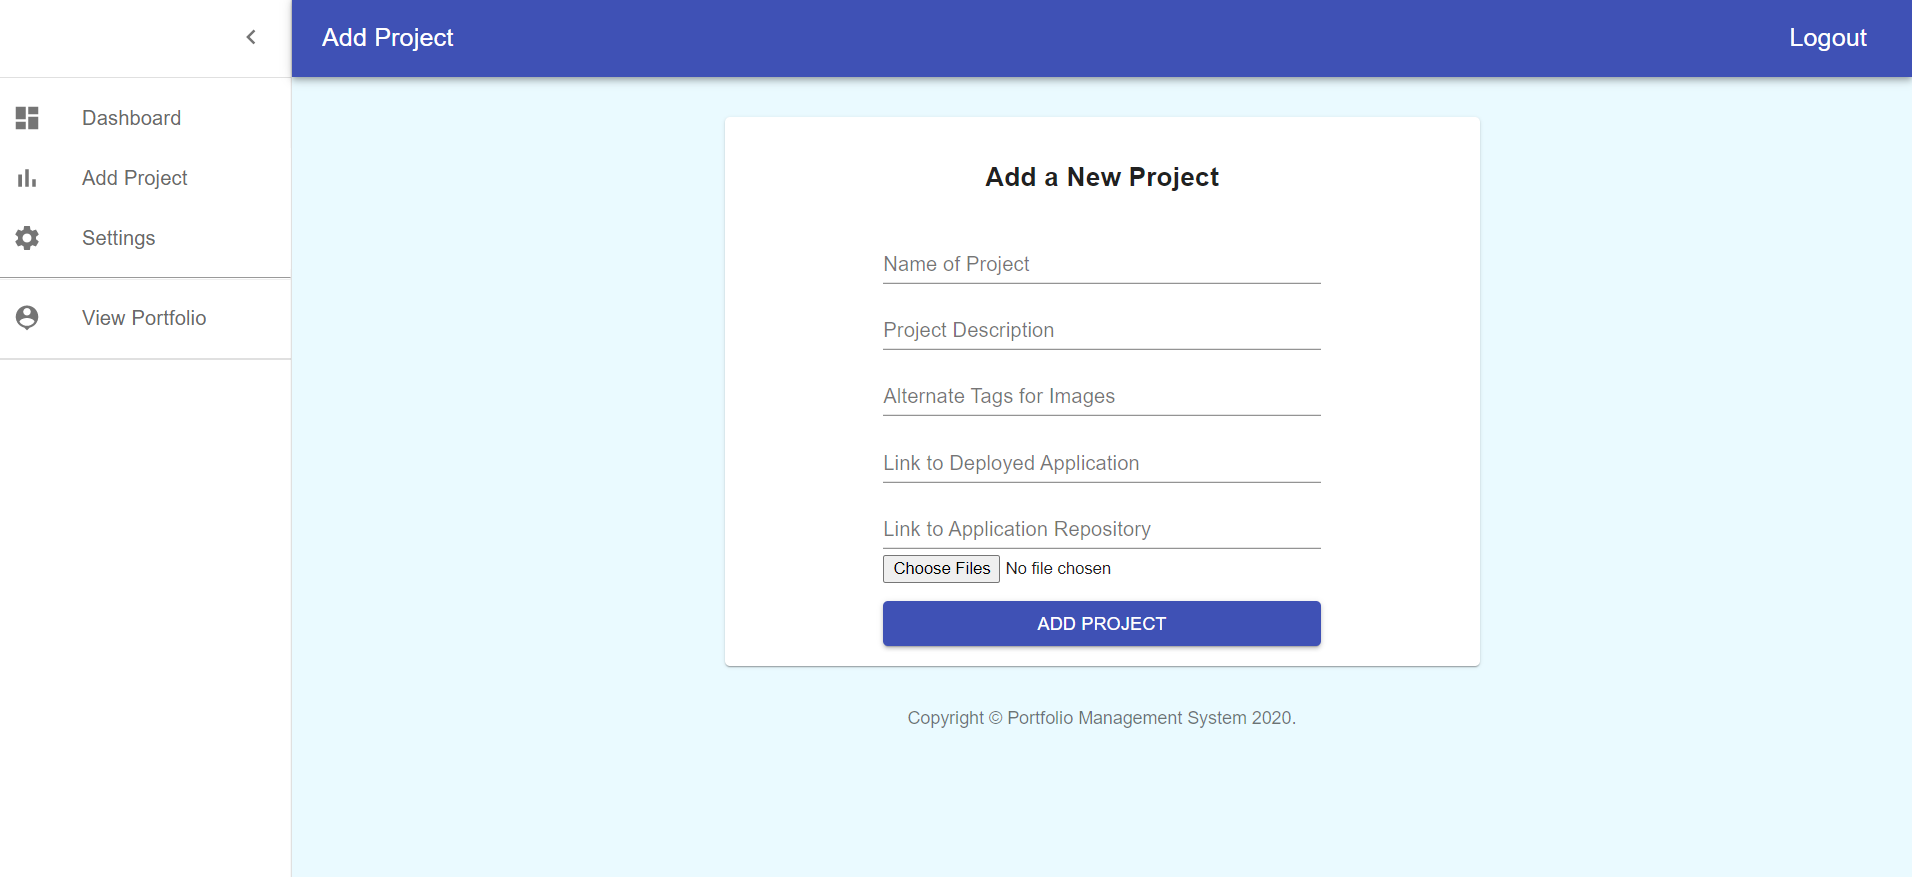 Add Project
Logout
Dashboard
Add Project
Settings
View Portfolio
Add a New Project
Name of Project
Project Description
Alternate Tags for Images
Link to Deployed Application
Link to Application Repository
Choose Files No file chosen
ADD PROJECT
Copyright © Portfolio Management System 2020.